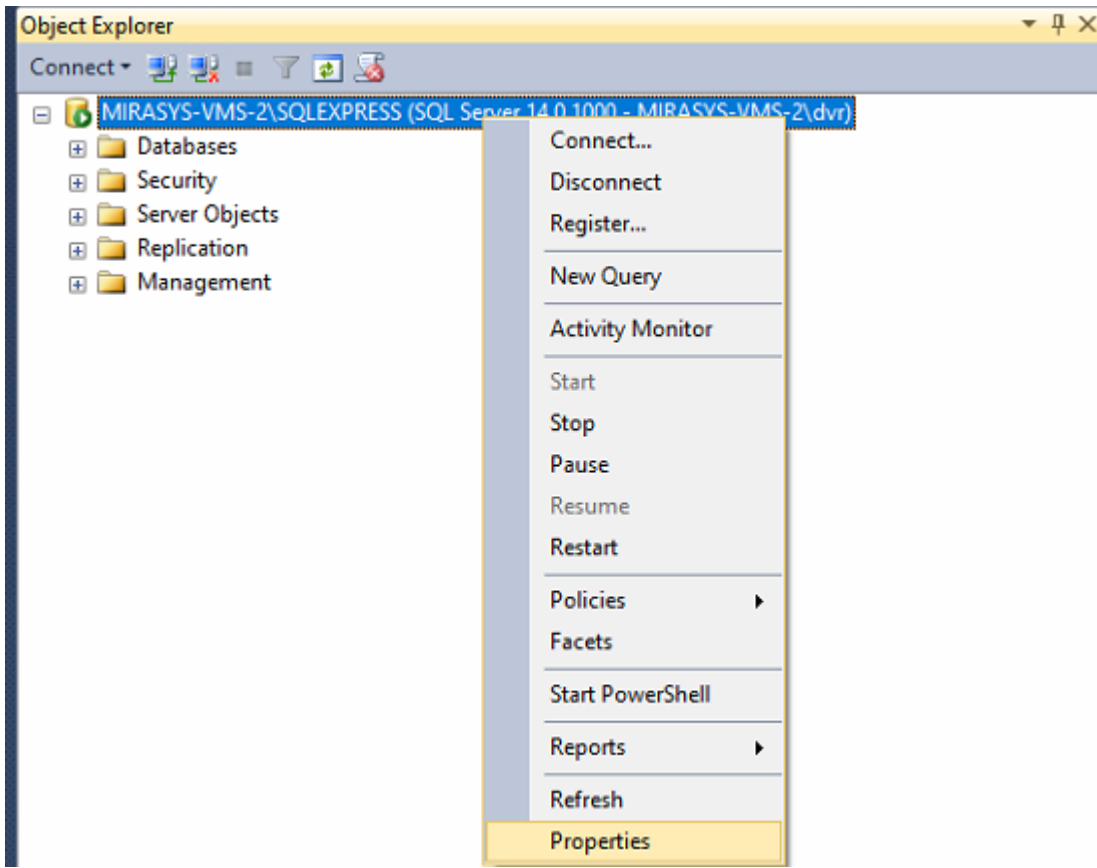 Object Explorer
Connect
MIRASYS-VMS-2\SQLEXPRESS (SQL Server 14.0.1000 - MIRASYS-VMS-2\dvr)
Databases
Security
Server Objects
Replication
Management
Connect...
Disconnect
Register...
New Query
Activity Monitor
Start
Stop
Pause
Resume
Restart
Policies
Facets
Start PowerShell
Reports
Refresh
Properties